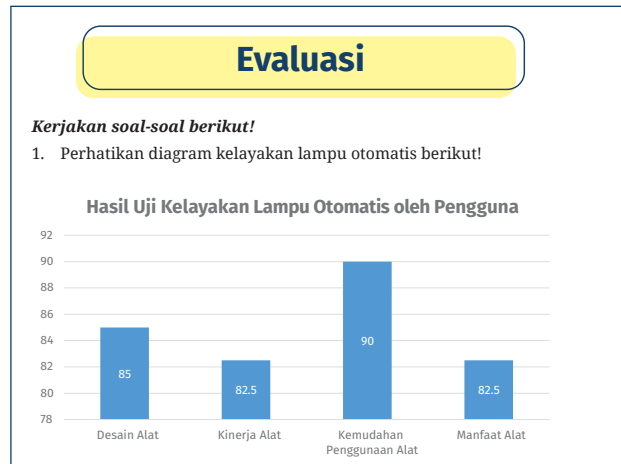 Evaluasi
Kerjakan soal-soal berikut!
1. Perhatikan diagram kelayakan lampu otomatis berikut!
Hasil Uji Kelayakan Lampu Otomatis oleh Pengguna
92
90
88
86
84
82
80
78
85
82.5
90
82.5
Desain Alat
Kinerja Alat
Kemudahan
Penggunaan Alat
Manfaat Alat